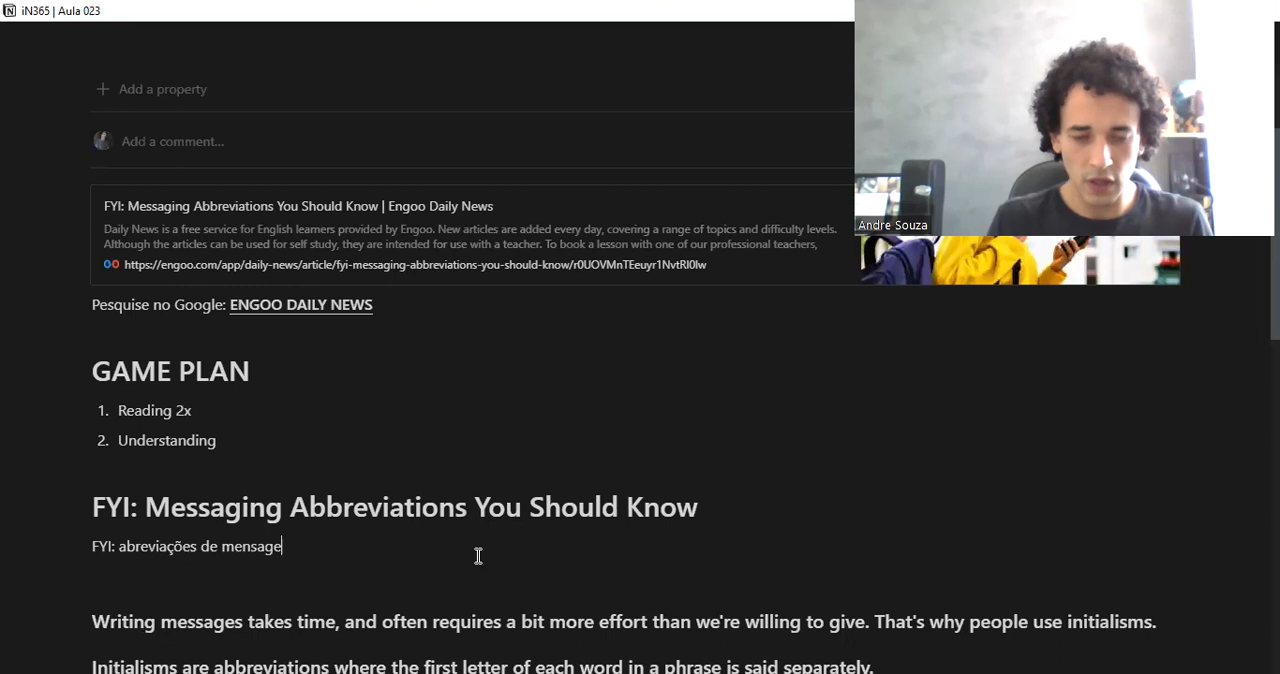 iN365 | Aula 023
Add a property
Add a comment...
FYI: Messaging Abbreviations You Should Know | Engoo Daily News
Daily News is a free service for English learners provided by Engoo. New articles are added every day, covering a range of topics and difficulty levels.
Although the articles can be used for self study, they are intended for use with a teacher. To book a lesson with one of our professional teachers,
https://engoo.com/app/daily-news/article/fyi-messaging-abbreviations-you-should-know/r0UOVMnTEeuyr1NvtRI0lw
Andre Souza
Pesquise no Google: ENGOO DAILY NEWS
GAME PLAN
1. Reading 2x
2. Understanding
FYI: Messaging Abbreviations You Should Know
FYI: abreviações de mensage
Writing messages takes time, and often requires a bit more effort than we're willing to give. That's why people use initialisms.
Initialisms are abbreviations where the first letter of each word in a phrase is said separately.